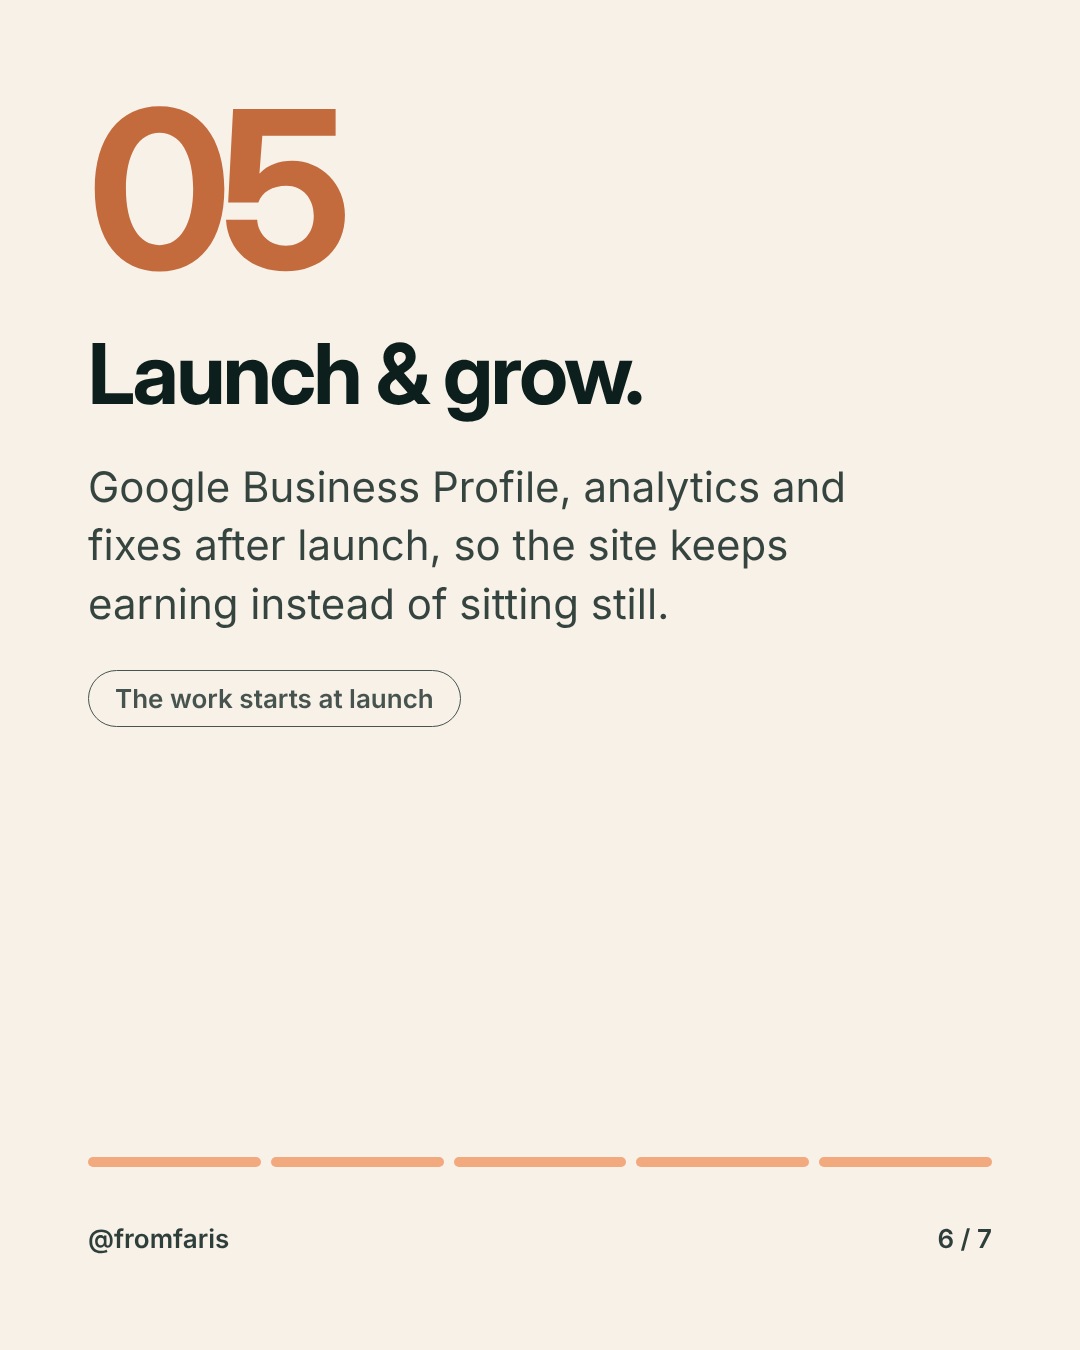 05
Launch & grow.
Google Business Profile, analytics and
fixes after launch, so the site keeps
earning instead of sitting still.
The work starts at launch
@fromfaris
6 / 7